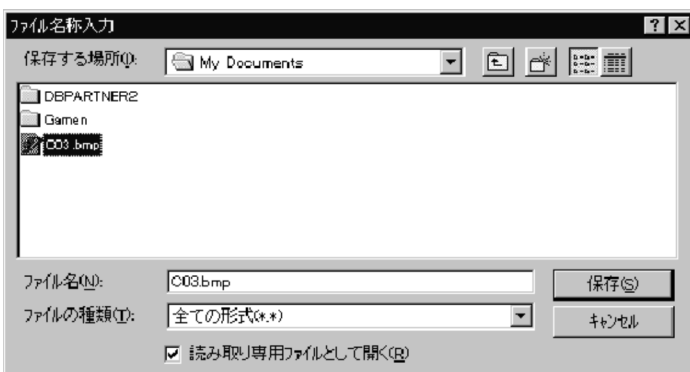 ファイル名称入力
保存する場所(I): My Documents
DBPARTNER2
Gamen
C03.bmp
ファイル名(N): C03.bmp 保存(S)
ファイルの種類(T): 全ての形式(*.*) キャンセル
読み取り専用ファイルとして開く(R)